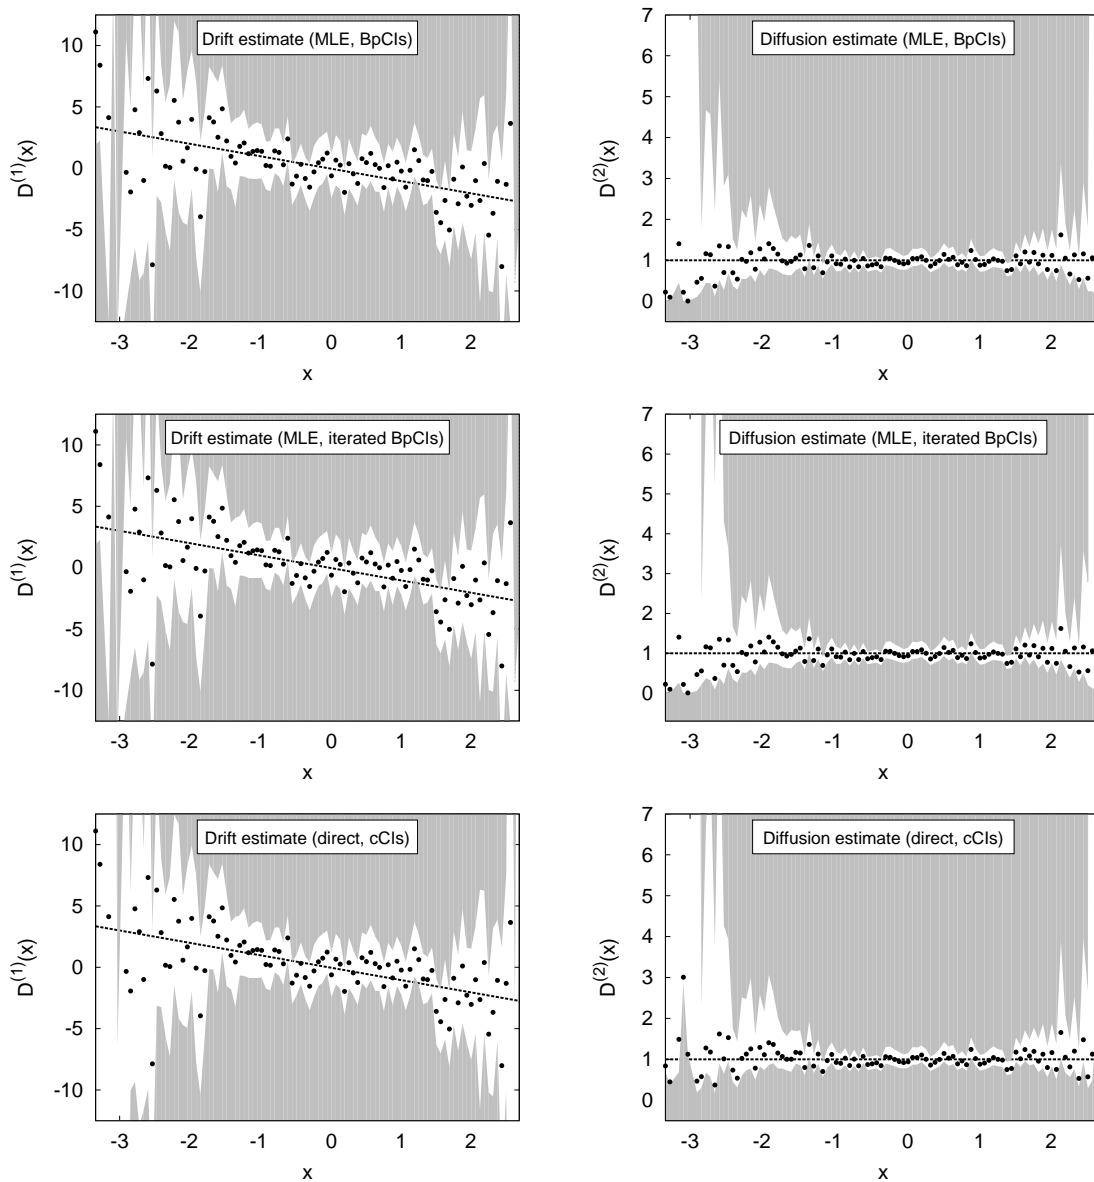 Drift estimate (MLE, BpCIs)
D(1)(x)
10
5
0
-5
-10
-3 -2 -1 0 1 2
x
Diffusion estimate (MLE, BpCIs)
D(2)(x)
7
6
5
4
3
2
1
0
-3 -2 -1 0 1 2
x
Drift estimate (MLE, iterated BpCIs)
D(1)(x)
10
5
0
-5
-10
-3 -2 -1 0 1 2
x
Diffusion estimate (MLE, iterated BpCIs)
D(2)(x)
7
6
5
4
3
2
1
0
-3 -2 -1 0 1 2
x
Drift estimate (direct, cCIs)
D(1)(x)
10
5
0
-5
-10
-3 -2 -1 0 1 2
x
Diffusion estimate (direct, cCIs)
D(2)(x)
7
6
5
4
3
2
1
0
-3 -2 -1 0 1 2
x